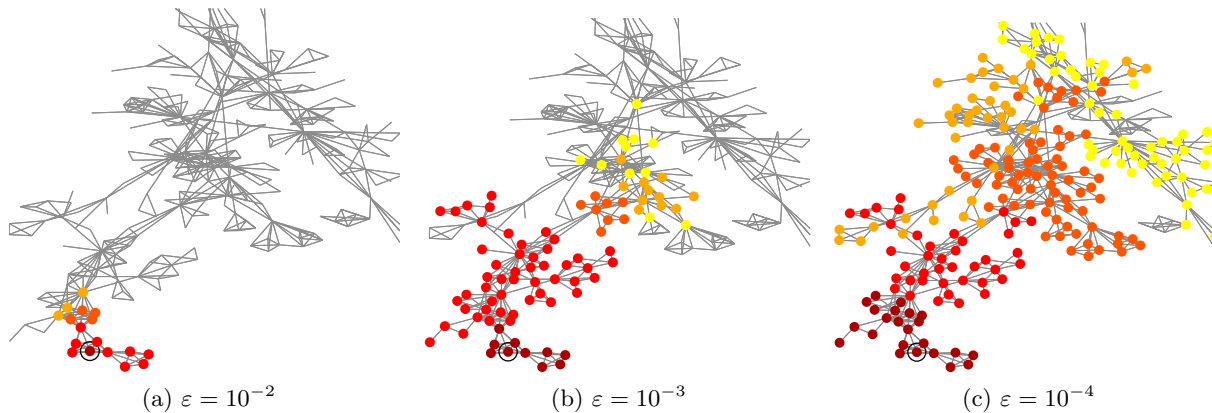 (a) ε = 10⁻²
(b) ε = 10⁻³
(c) ε = 10⁻⁴